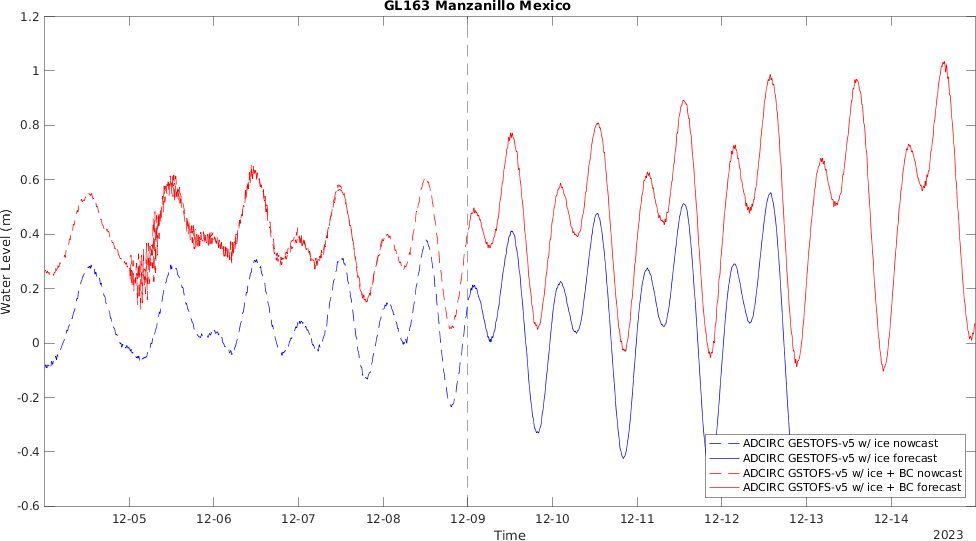 GL163 Manzanillo Mexico
1.2
1
0.8
0.6
0.4
0.2
0
-0.2
-0.4
-0.6
Water Level (m)
ADCIRC GESTOFS-v5 w/ ice nowcast
ADCIRC GESTOFS-v5 w/ ice forecast
ADCIRC GSTOFS-v5 w/ ice + BC nowcast
ADCIRC GSTOFS-v5 w/ ice + BC forecast
12-05 12-06 12-07 12-08 12-09 12-10 12-11 12-12 12-13 12-14
Time
2023